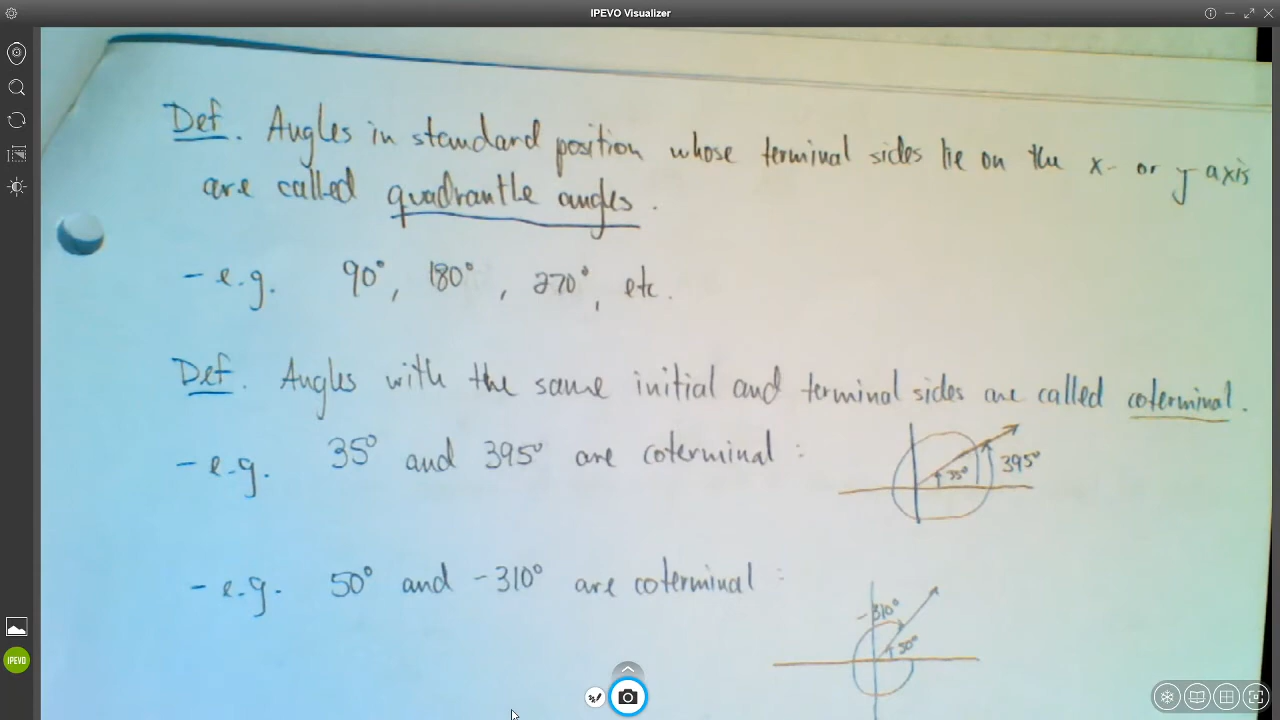 IPEVO Visualizer
Def. Angles in standard position whose terminal sides lie on the x- or y axis
are called quadrantle angles.
- e.g. 90°, 180°, 270°, etc.
Def. Angles with the same initial and terminal sides are called coterminal.
- e.g. 35° and 395° are coterminal :
35° 395°
- e.g. 50° and -310° are coterminal :
-310°
50°
IPEVO